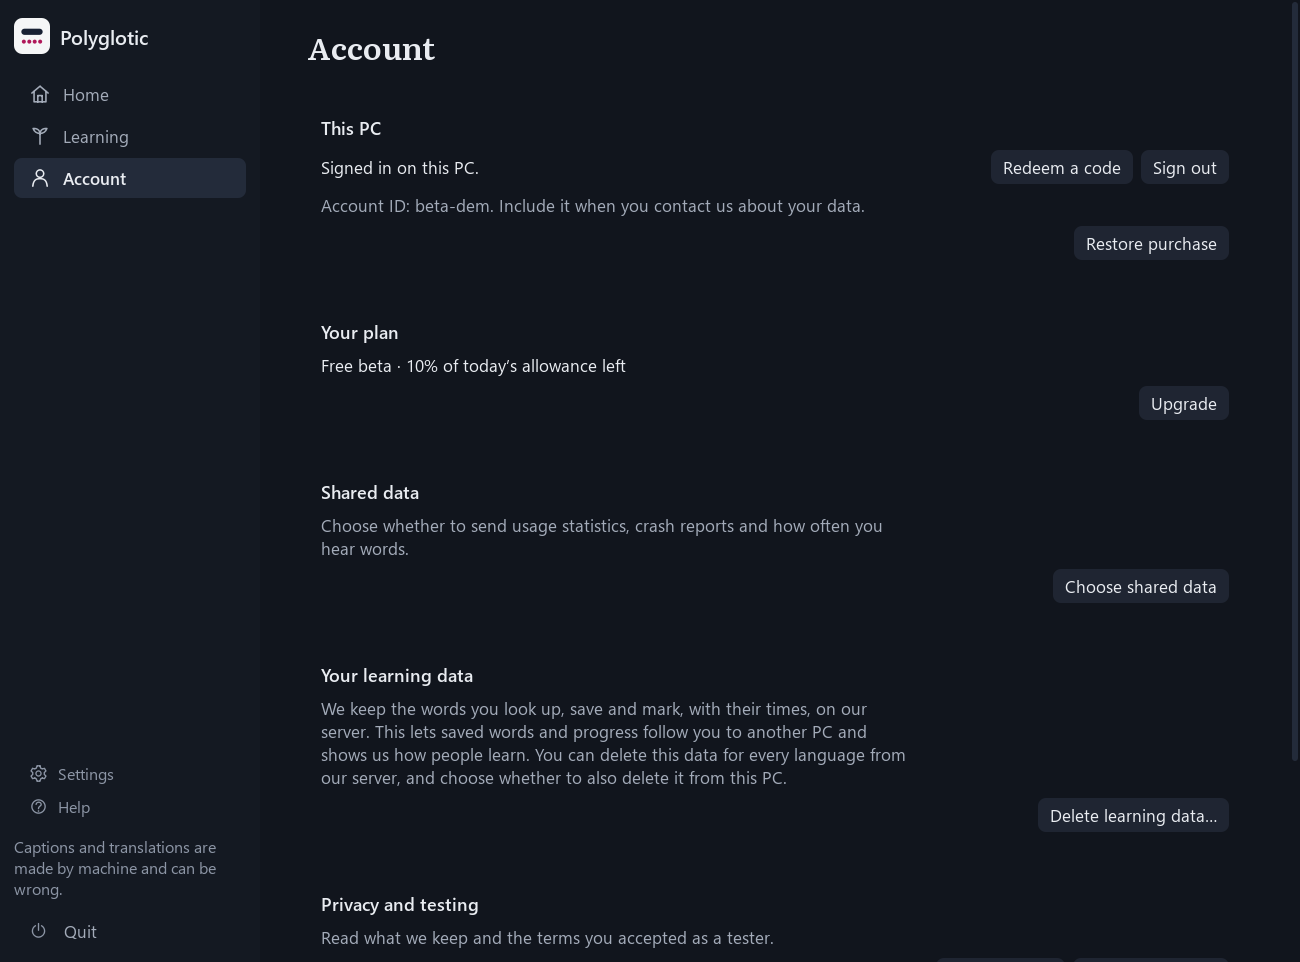 Polyglotic
Home
Learning
Account
Settings
Help
Captions and translations are
made by machine and can be
wrong.
Quit
Account
This PC
Signed in on this PC.
Redeem a code
Sign out
Account ID: beta-dem. Include it when you contact us about your data.
Restore purchase
Your plan
Free beta · 10% of today’s allowance left
Upgrade
Shared data
Choose whether to send usage statistics, crash reports and how often you
hear words.
Choose shared data
Your learning data
We keep the words you look up, save and mark, with their times, on our
server. This lets saved words and progress follow you to another PC and
shows us how people learn. You can delete this data for every language from
our server, and choose whether to also delete it from this PC.
Delete learning data…
Privacy and testing
Read what we keep and the terms you accepted as a tester.